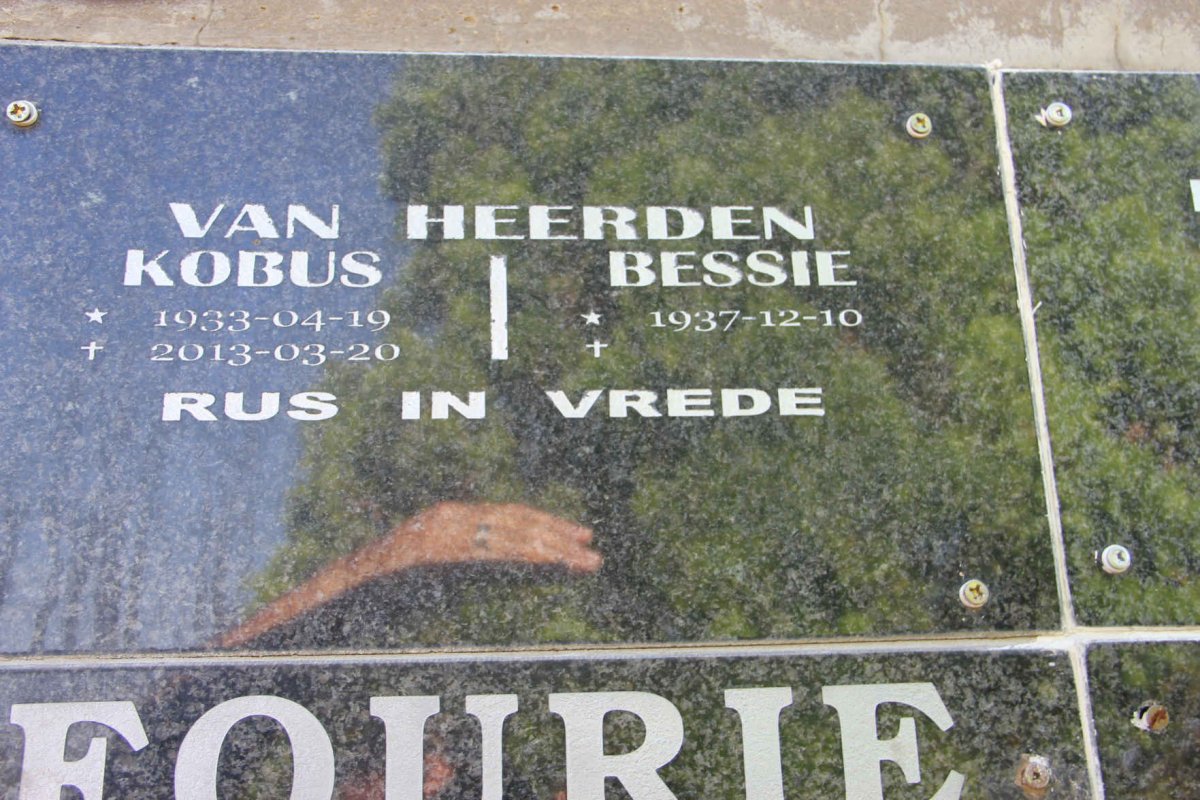 VAN HEERDEN
KOBUS | BESSIE
★ 1933-04-19 ★ 1937-12-10
✝ 2013-03-20 ✝
RUS IN VREDE
FOURIE